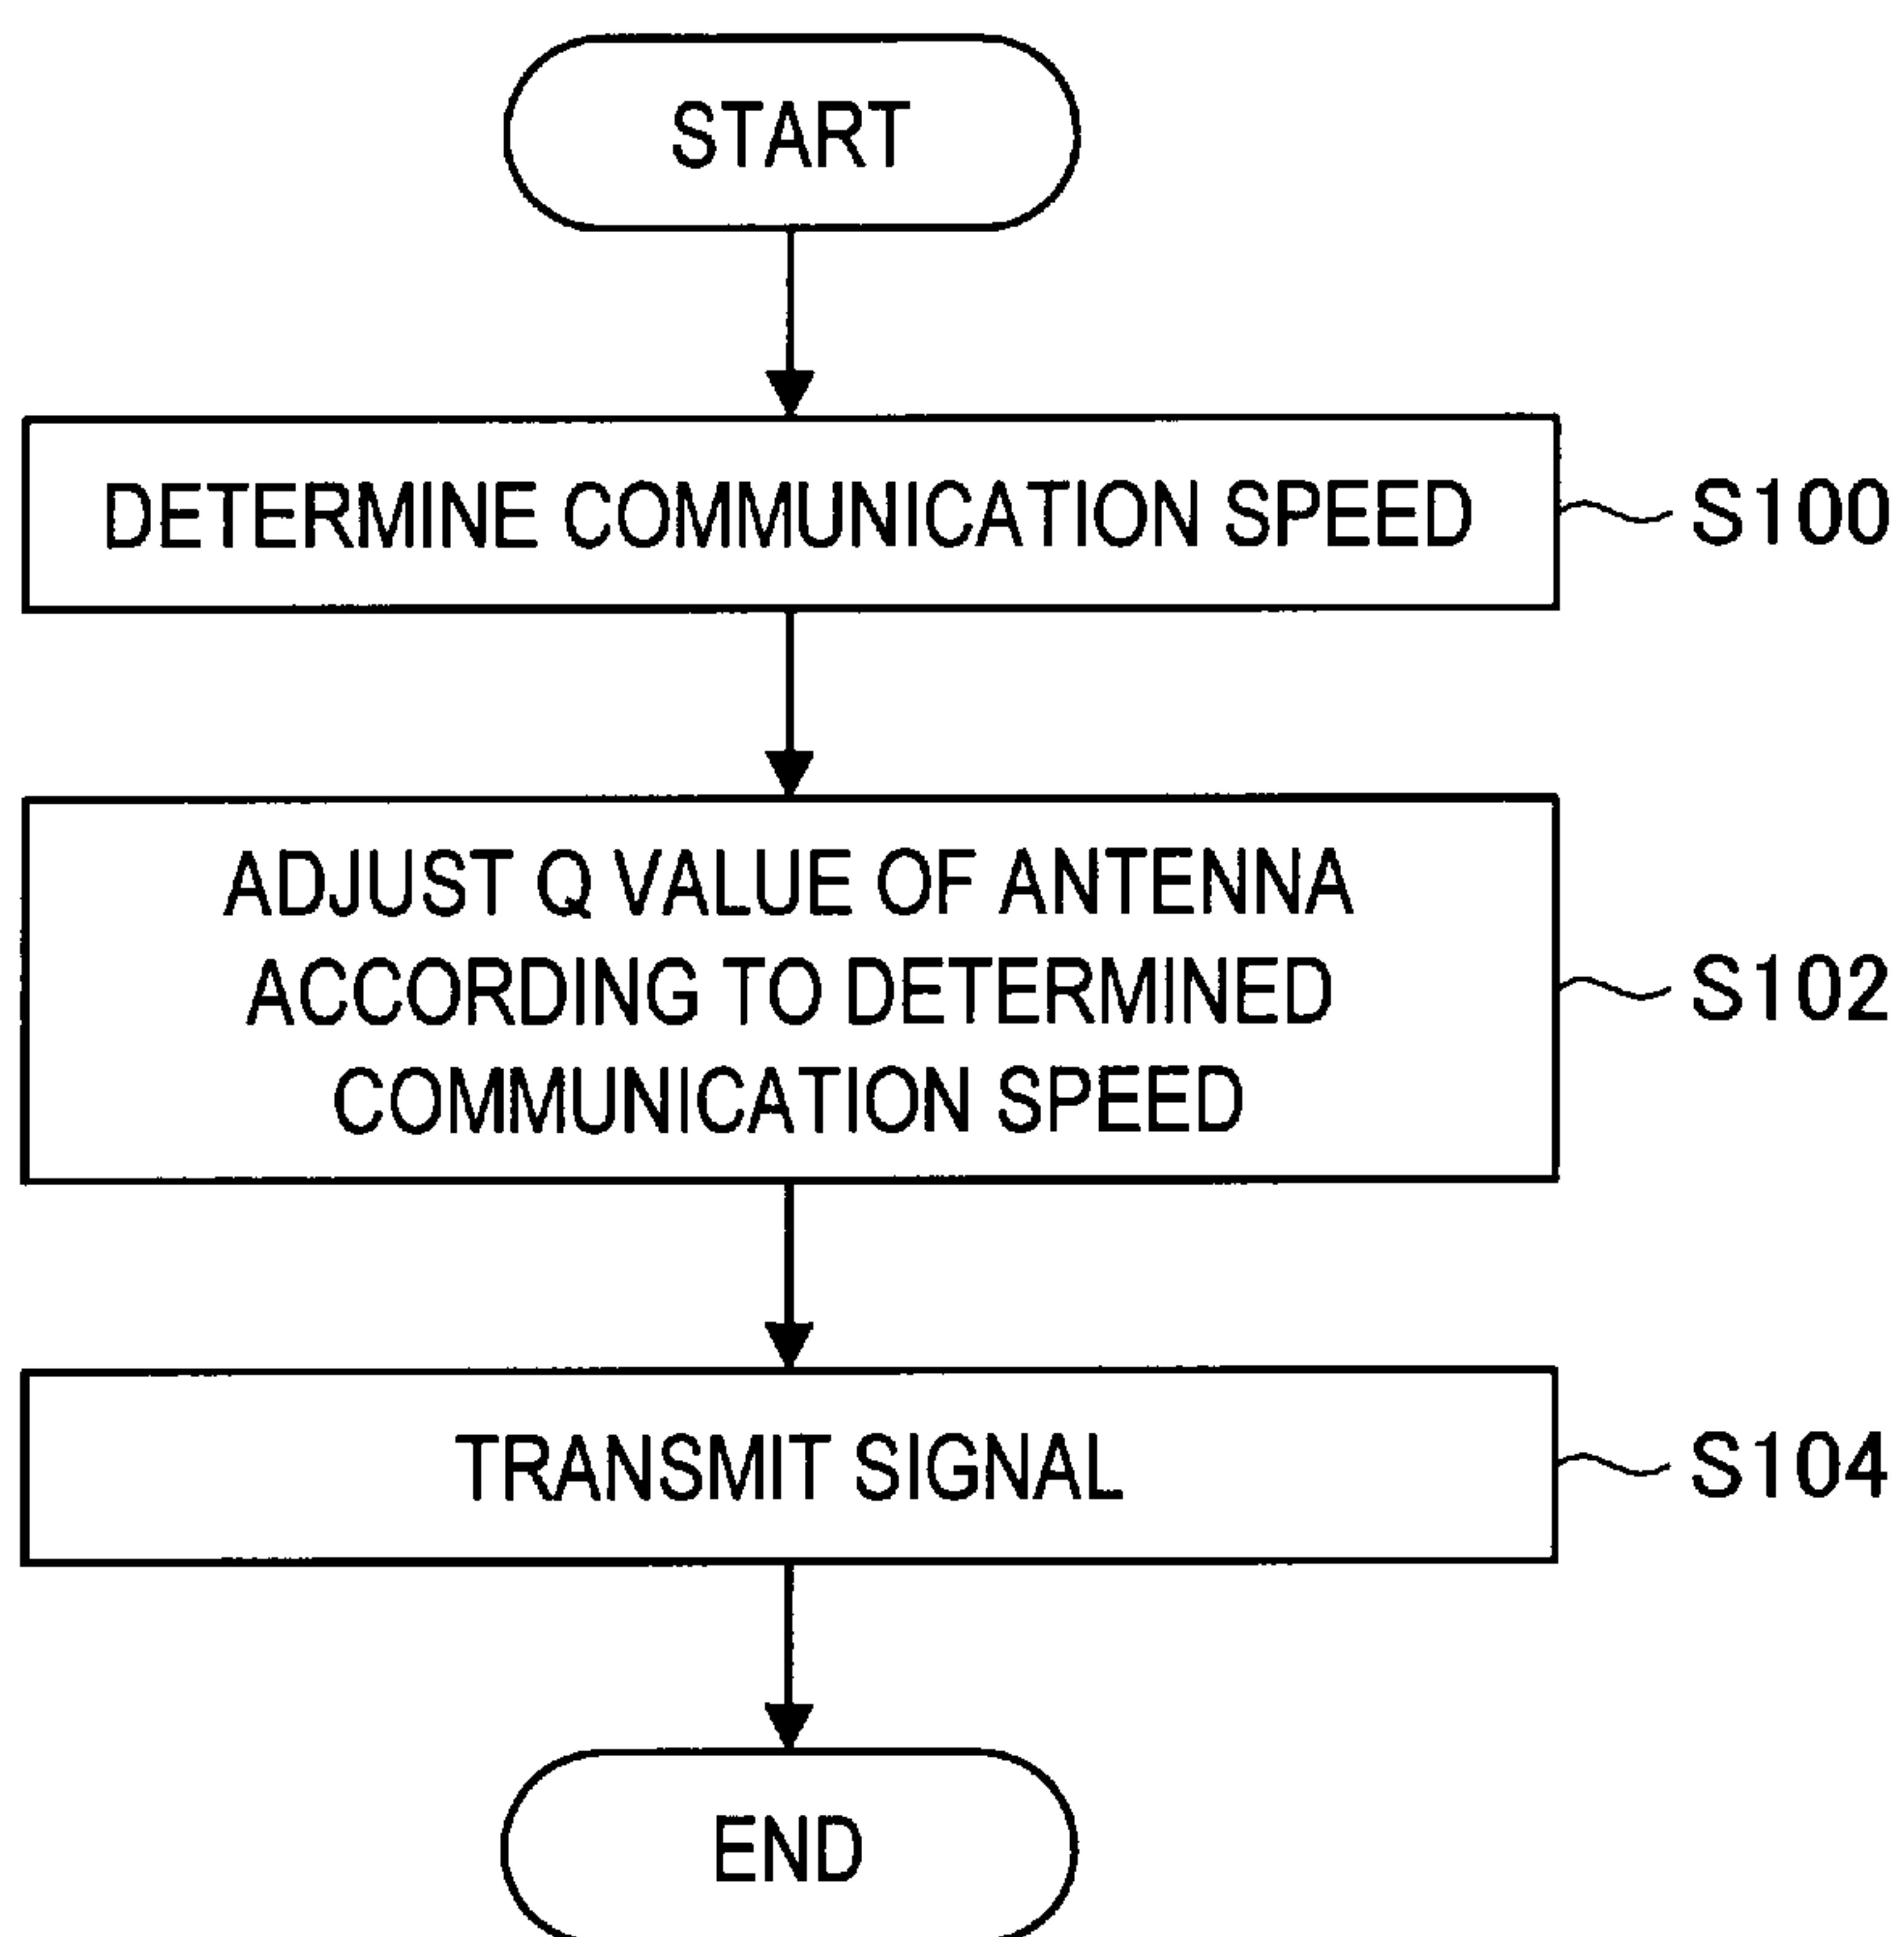 START
DETERMINE COMMUNICATION SPEED
S100
ADJUST Q VALUE OF ANTENNA
ACCORDING TO DETERMINED
COMMUNICATION SPEED
S102
TRANSMIT SIGNAL
S104
END